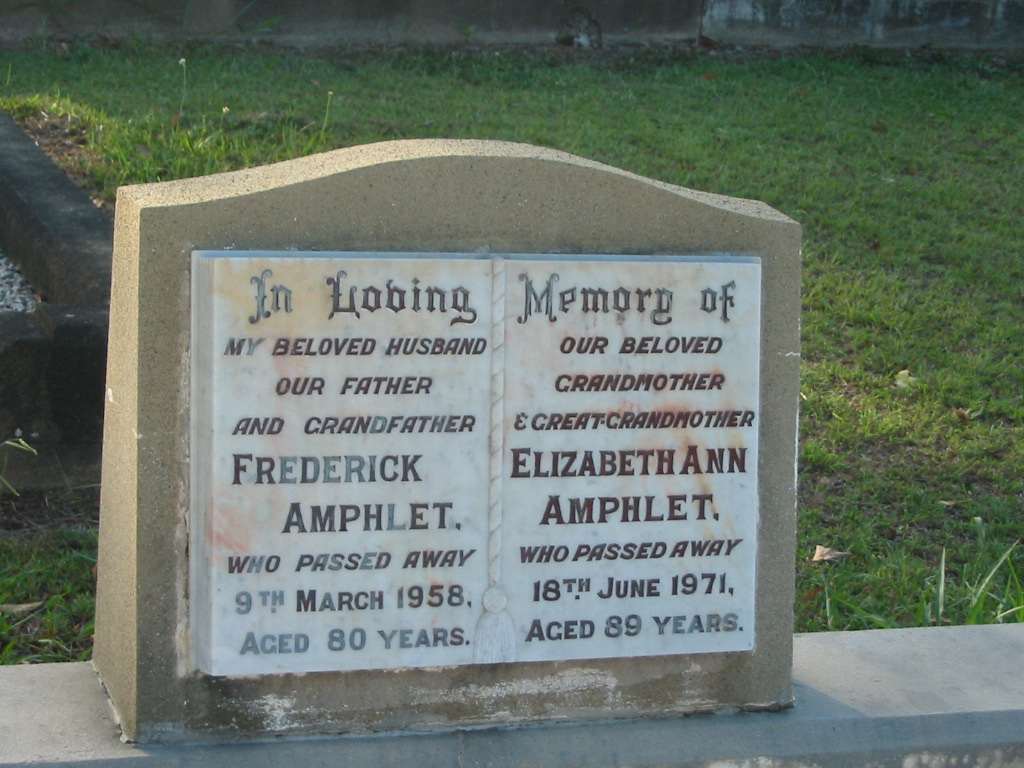 In Loving
MY BELOVED HUSBAND
OUR FATHER
AND GRANDFATHER
FREDERICK
AMPHLET,
WHO PASSED AWAY
9TH MARCH 1958,
AGED 80 YEARS.
Memory of
OUR BELOVED
GRANDMOTHER
& GREAT-GRANDMOTHER
ELIZABETH ANN
AMPHLET,
WHO PASSED AWAY
18TH JUNE 1971,
AGED 89 YEARS.